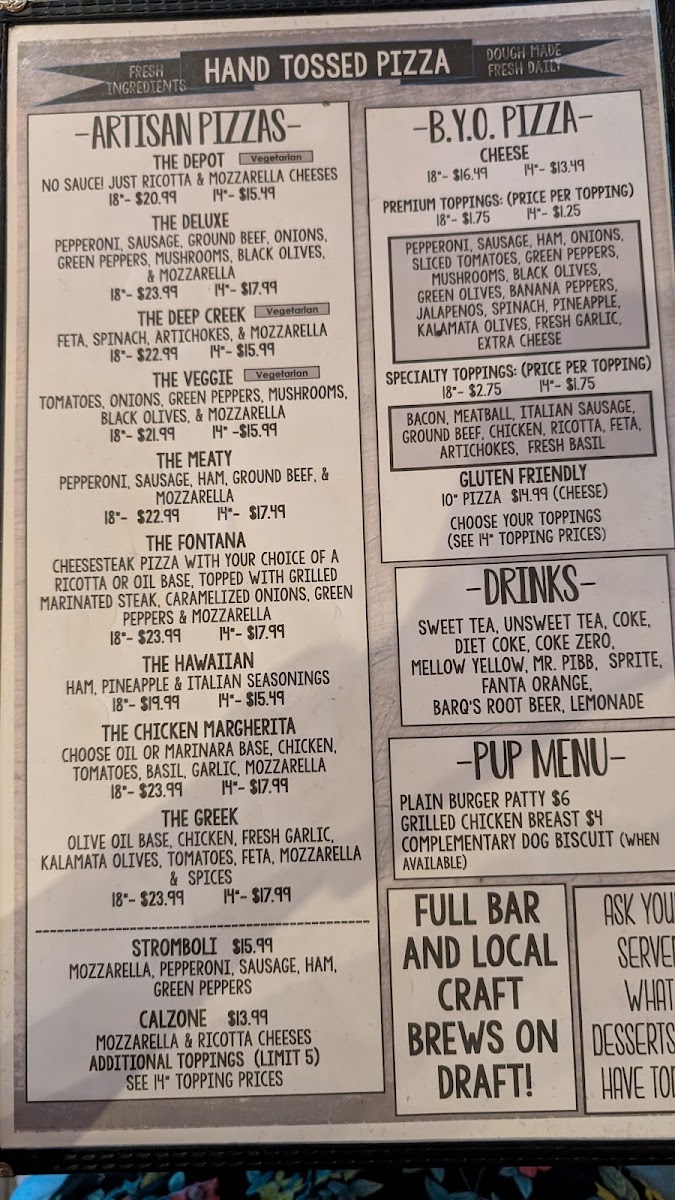 FRESH
INGREDIENTS
HAND TOSSED PIZZA
DOUGH MADE
FRESH DAILY
-ARTISAN PIZZAS-
THE DEPOT Vegetarian
NO SAUCE! JUST RICOTTA & MOZZARELLA CHEESES
18"- $20.99 14"- $15.49
THE DELUXE
PEPPERONI, SAUSAGE, GROUND BEEF, ONIONS,
GREEN PEPPERS, MUSHROOMS, BLACK OLIVES,
& MOZZARELLA
18"- $23.99 14"- $17.99
THE DEEP CREEK Vegetarian
FETA, SPINACH, ARTICHOKES, & MOZZARELLA
18"- $22.99 14"- $15.99
THE VEGGIE Vegetarian
TOMATOES, ONIONS, GREEN PEPPERS, MUSHROOMS,
BLACK OLIVES, & MOZZARELLA
18"- $21.99 14" -$15.99
THE MEATY
PEPPERONI, SAUSAGE, HAM, GROUND BEEF, &
MOZZARELLA
18"- $22.99 14"- $17.49
THE FONTANA
CHEESESTEAK PIZZA WITH YOUR CHOICE OF A
RICOTTA OR OIL BASE, TOPPED WITH GRILLED
MARINATED STEAK, CARAMELIZED ONIONS, GREEN
PEPPERS & MOZZARELLA
18"- $23.99 14"- $17.99
THE HAWAIIAN
HAM, PINEAPPLE & ITALIAN SEASONINGS
18"- $19.99 14"- $15.49
THE CHICKEN MARGHERITA
CHOOSE OIL OR MARINARA BASE, CHICKEN,
TOMATOES, BASIL, GARLIC, MOZZARELLA
18"- $23.99 14"- $17.99
THE GREEK
OLIVE OIL BASE, CHICKEN, FRESH GARLIC,
KALAMATA OLIVES, TOMATOES, FETA, MOZZARELLA
& SPICES
18"- $23.99 14"- $17.99
STROMBOLI $15.99
MOZZARELLA, PEPPERONI, SAUSAGE, HAM,
GREEN PEPPERS
CALZONE $13.99
MOZZARELLA & RICOTTA CHEESES
ADDITIONAL TOPPINGS (LIMIT 5)
SEE 14" TOPPING PRICES
-B.Y.O. PIZZA-
CHEESE
18"- $16.49 14"- $13.49
PREMIUM TOPPINGS: (PRICE PER TOPPING)
18"- $1.75 14"- $1.25
PEPPERONI, SAUSAGE, HAM, ONIONS,
SLICED TOMATOES, GREEN PEPPERS,
MUSHROOMS, BLACK OLIVES,
GREEN OLIVES, BANANA PEPPERS,
JALAPENOS, SPINACH, PINEAPPLE,
KALAMATA OLIVES, FRESH GARLIC,
EXTRA CHEESE
SPECIALTY TOPPINGS: (PRICE PER TOPPING)
18"- $2.75 14"- $1.75
BACON, MEATBALL, ITALIAN SAUSAGE,
GROUND BEEF, CHICKEN, RICOTTA, FETA,
ARTICHOKES, FRESH BASIL
GLUTEN FRIENDLY
10" PIZZA $14.99 (CHEESE)
CHOOSE YOUR TOPPINGS
(SEE 14" TOPPING PRICES)
-DRINKS-
SWEET TEA, UNSWEET TEA, COKE,
DIET COKE, COKE ZERO,
MELLOW YELLOW, MR. PIBB, SPRITE,
FANTA ORANGE,
BARQ'S ROOT BEER, LEMONADE
-PUP MENU-
PLAIN BURGER PATTY $6
GRILLED CHICKEN BREAST $4
COMPLEMENTARY DOG BISCUIT (WHEN
AVAILABLE)
FULL BAR
AND LOCAL
CRAFT
BREWS ON
DRAFT!
ASK YOU
SERVE
WHAT
DESSERTS
HAVE TO